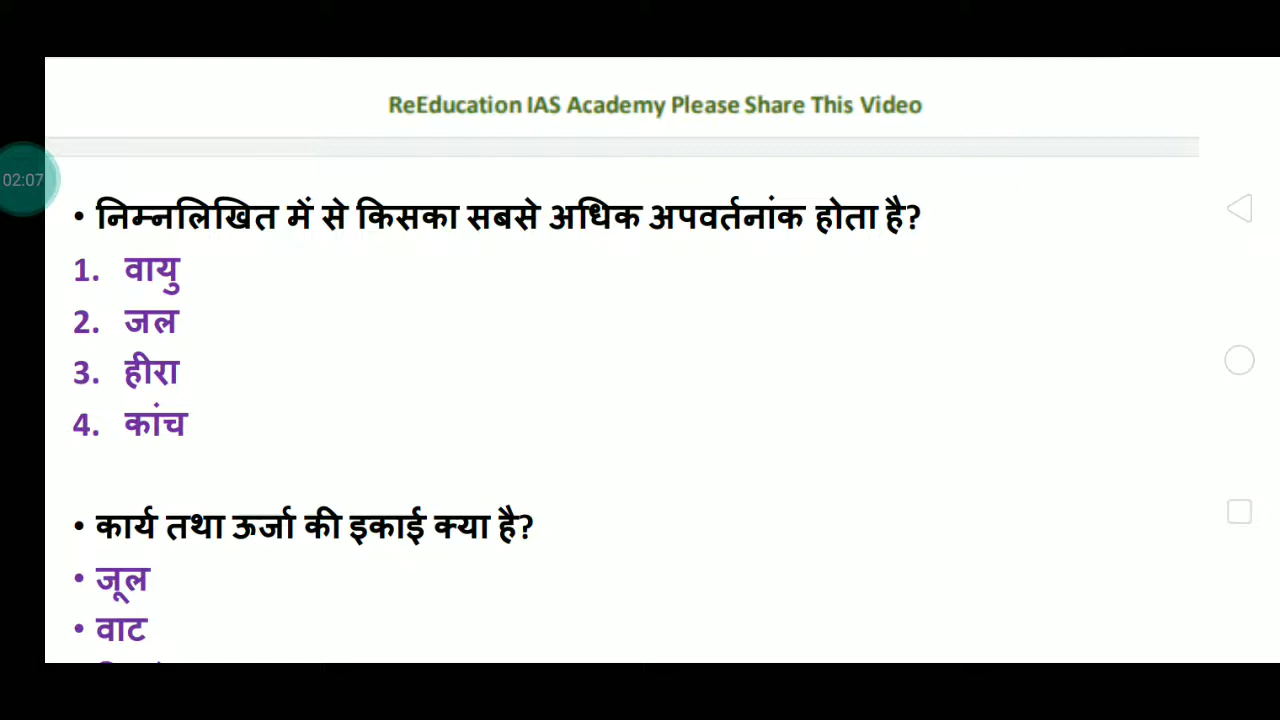 ReEducation IAS Academy Please Share This Video
02:07
• निम्नलिखित में से किसका सबसे अधिक अपवर्तनांक होता है?
1. वायु
2. जल
3. हीरा
4. कांच
• कार्य तथा ऊर्जा की इकाई क्या है?
• जूल
• वाट